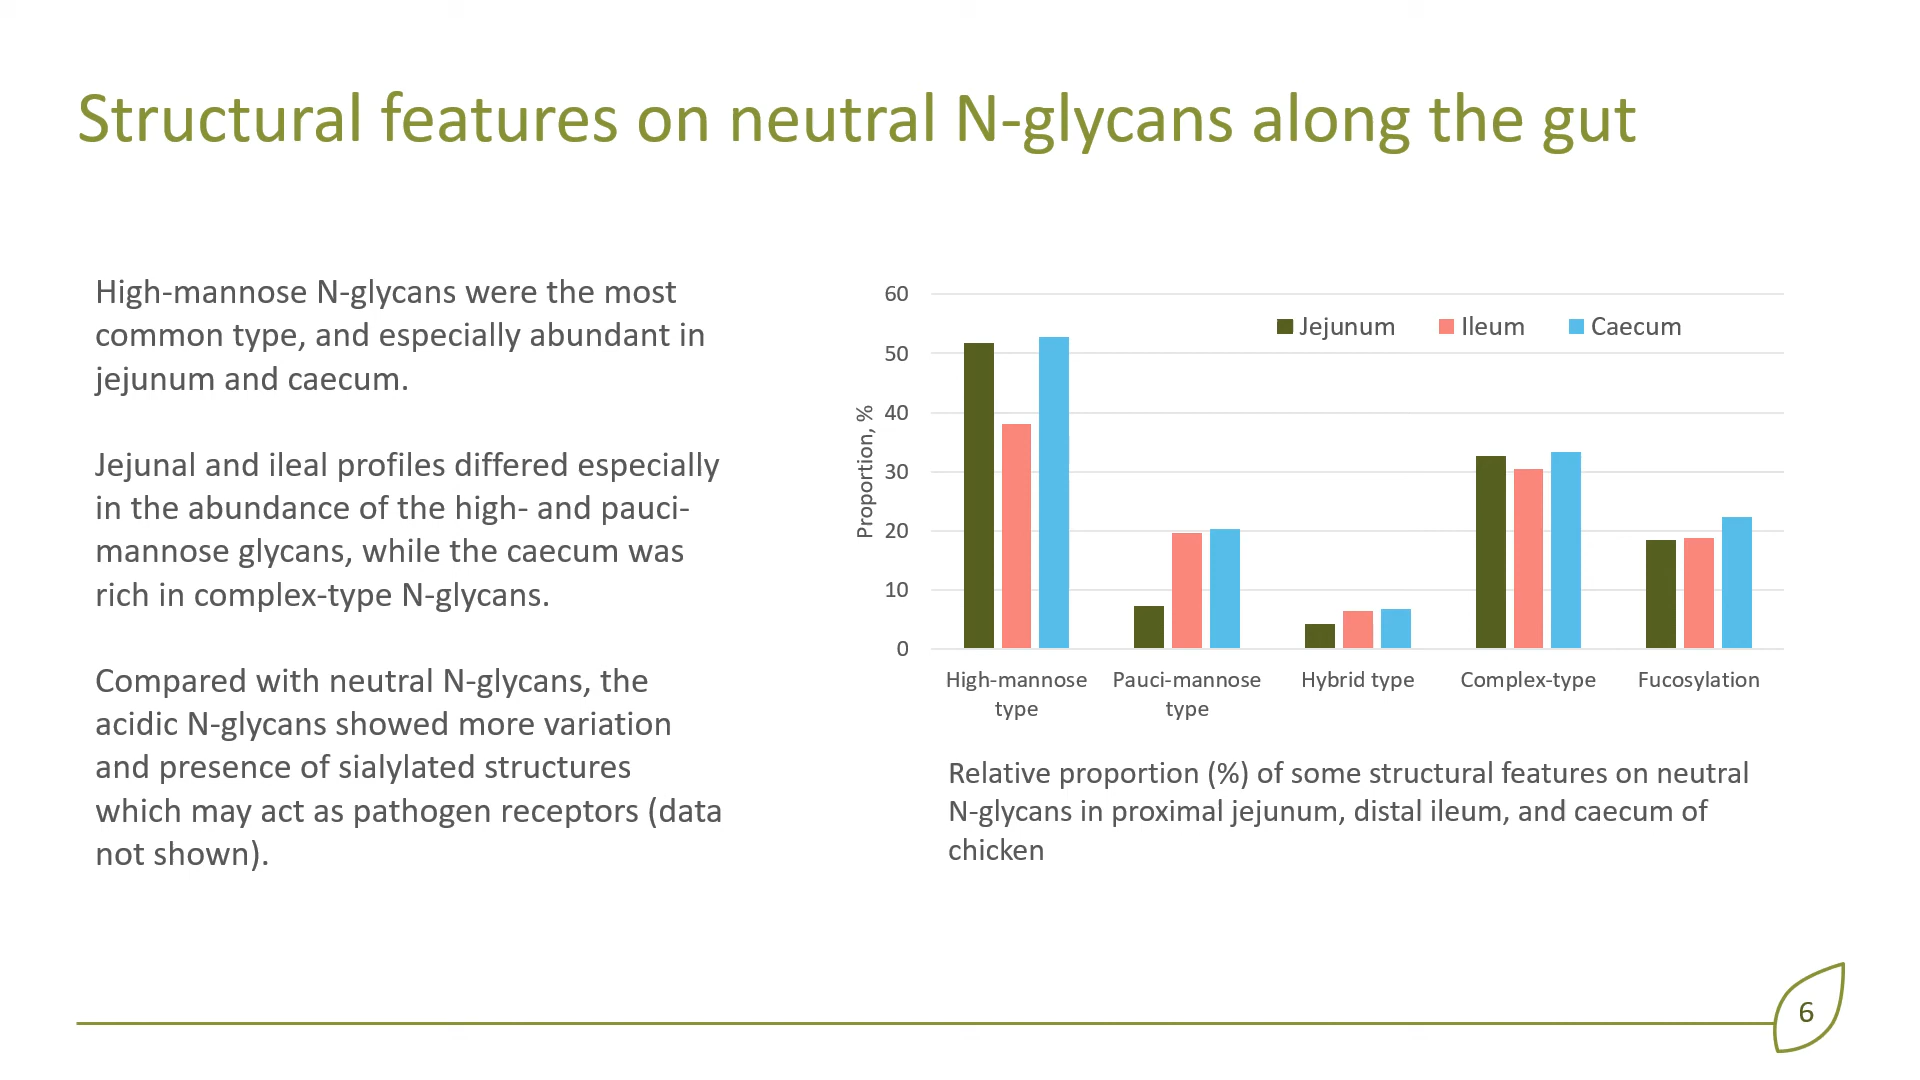 Structural features on neutral N-glycans along the gut
High-mannose N-glycans were the most
common type, and especially abundant in
jejunum and caecum.
Jejunal and ileal profiles differed especially
in the abundance of the high- and pauci-
mannose glycans, while the caecum was
rich in complex-type N-glycans.
Compared with neutral N-glycans, the
acidic N-glycans showed more variation
and presence of sialylated structures
which may act as pathogen receptors (data
not shown).
Proportion, %
60
50
40
30
20
10
0
Jejunum Ileum Caecum
High-mannose type
Pauci-mannose type
Hybrid type
Complex-type
Fucosylation
Relative proportion (%) of some structural features on neutral
N-glycans in proximal jejunum, distal ileum, and caecum of
chicken
6